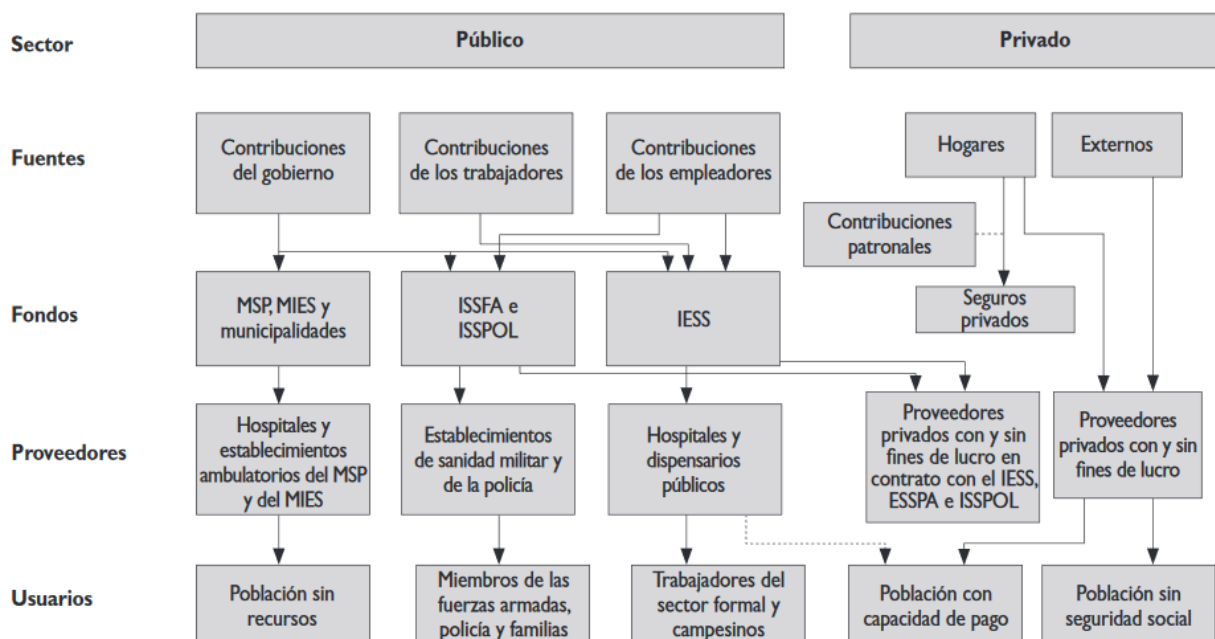 Sector
Público
Privado
Fuentes
Contribuciones
del gobierno
Contribuciones
de los trabajadores
Contribuciones
de los empleadores
Hogares
Externos
Contribuciones
patronales
Fondos
MSP, MIES y
municipalidades
ISSFA e
ISSPOL
IESS
Seguros
privados
Proveedores
Hospitales y
establecimientos
ambulatorios del MSP
y del MIES
Establecimientos
de sanidad militar y
de la policía
Hospitales y
dispensarios
públicos
Proveedores
privados con y sin
fines de lucro en
contrato con el IESS,
ESSPA e ISSPOL
Proveedores
privados con y sin
fines de lucro
Usuarios
Población sin
recursos
Miembros de las
fuerzas armadas,
policía y familias
Trabajadores del
sector formal y
campesinos
Población con
capacidad de pago
Población sin
seguridad social